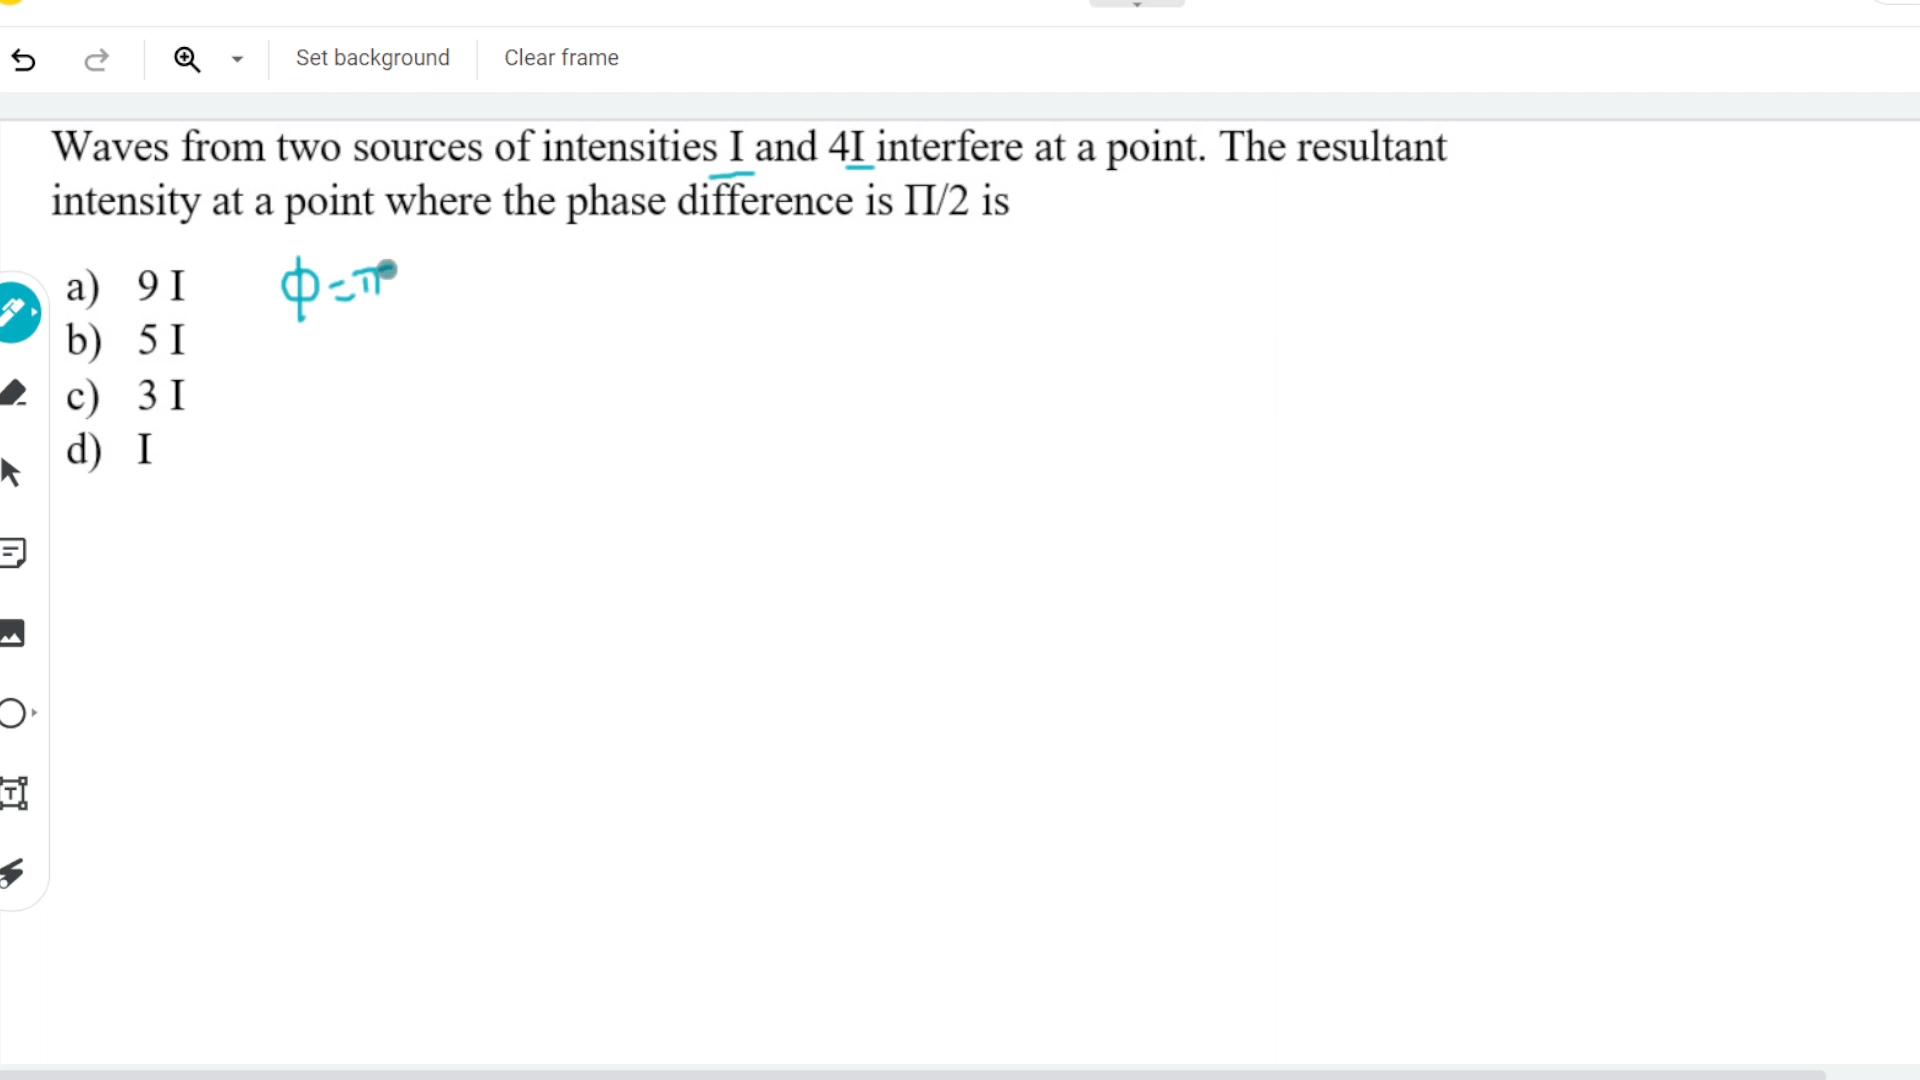 Set background Clear frame
Waves from two sources of intensities I and 4I interfere at a point. The resultant
intensity at a point where the phase difference is Π/2 is
a) 9 I
ϕ = π
b) 5 I
c) 3 I
d) I